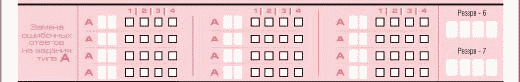 1 | 2 | 3 | 4 1 | 2 | 3 | 4 1 | 2 | 3 | 4
Замена
ошибочных
ответов
на задания
типа А
А А А
А А А
А А А
А А А
Резерв - 6
Резерв - 7